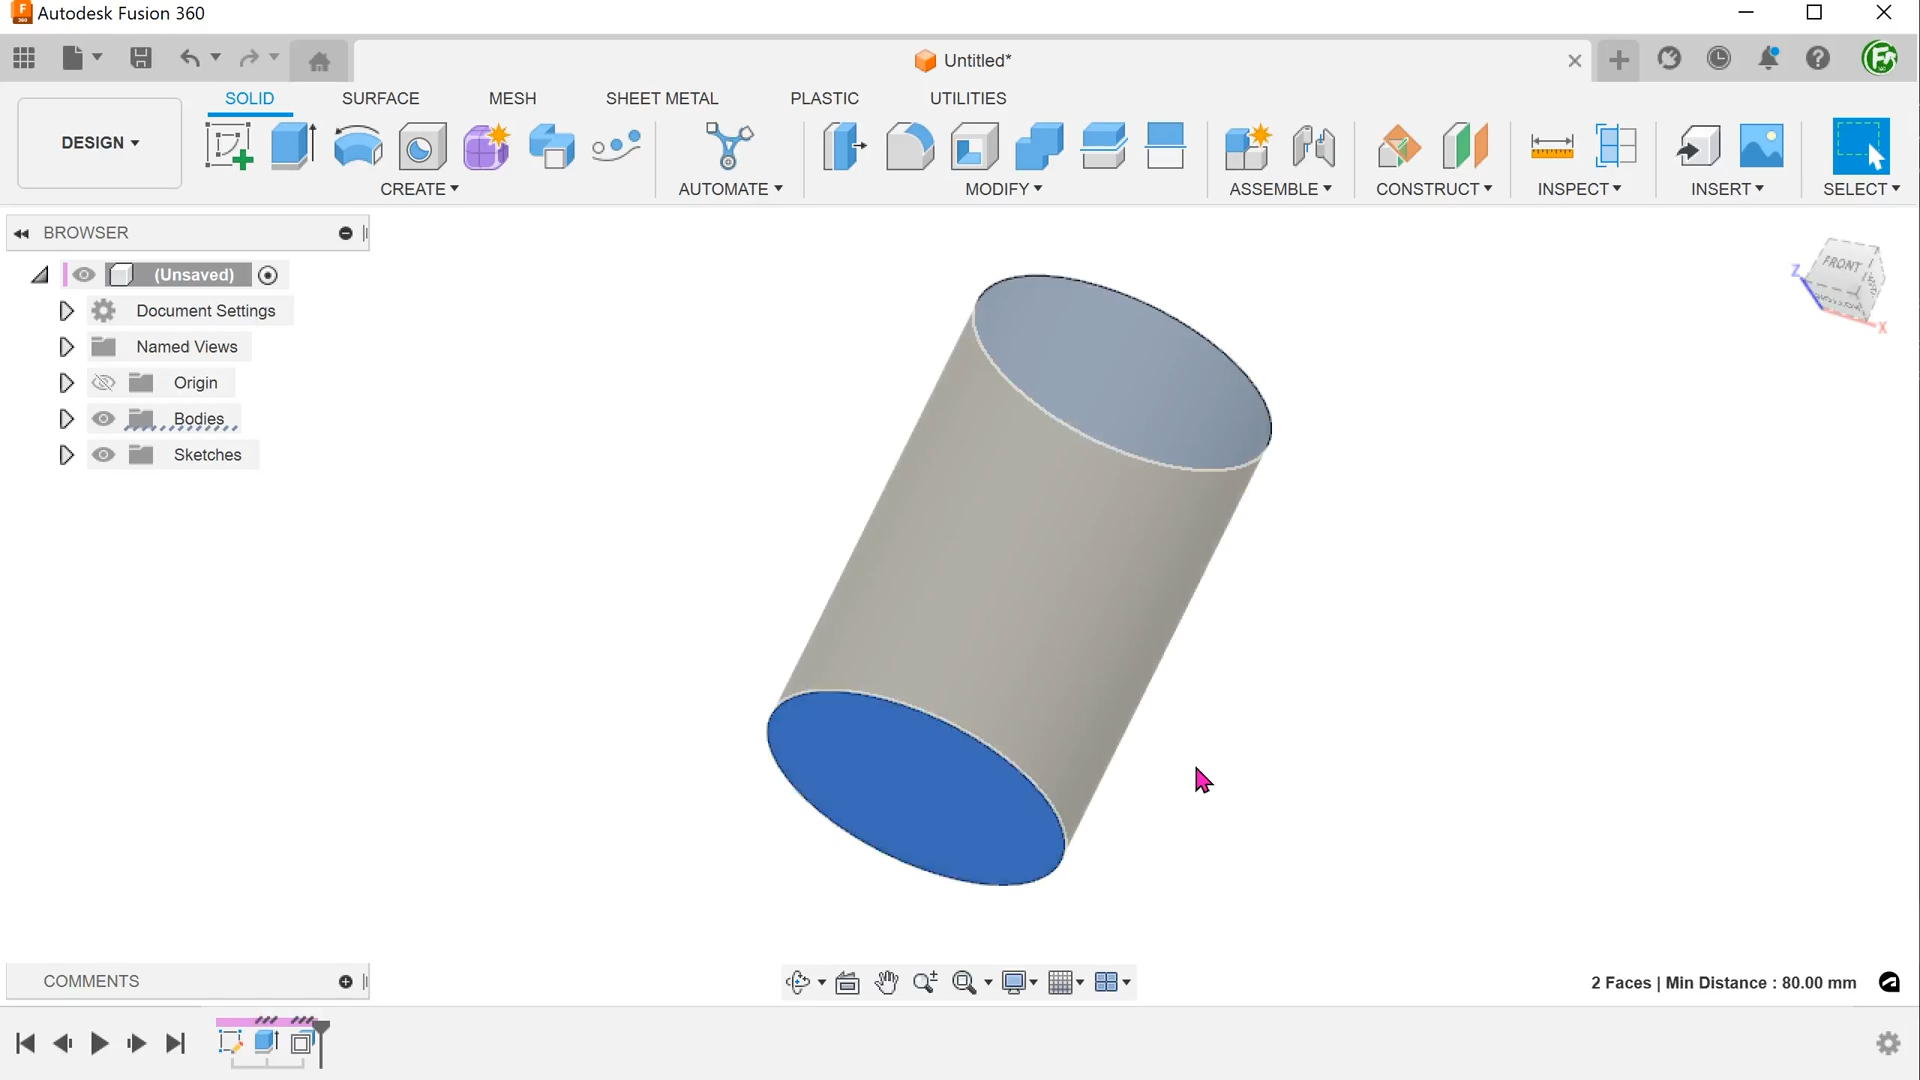 Autodesk Fusion 360
Untitled*
SOLID SURFACE MESH SHEET METAL PLASTIC UTILITIES
DESIGN
CREATE AUTOMATE MODIFY ASSEMBLE CONSTRUCT INSPECT INSERT SELECT
BROWSER
(Unsaved)
Document Settings
Named Views
Origin
Bodies
Sketches
FRONT
Z
X
COMMENTS
2 Faces | Min Distance : 80.00 mm